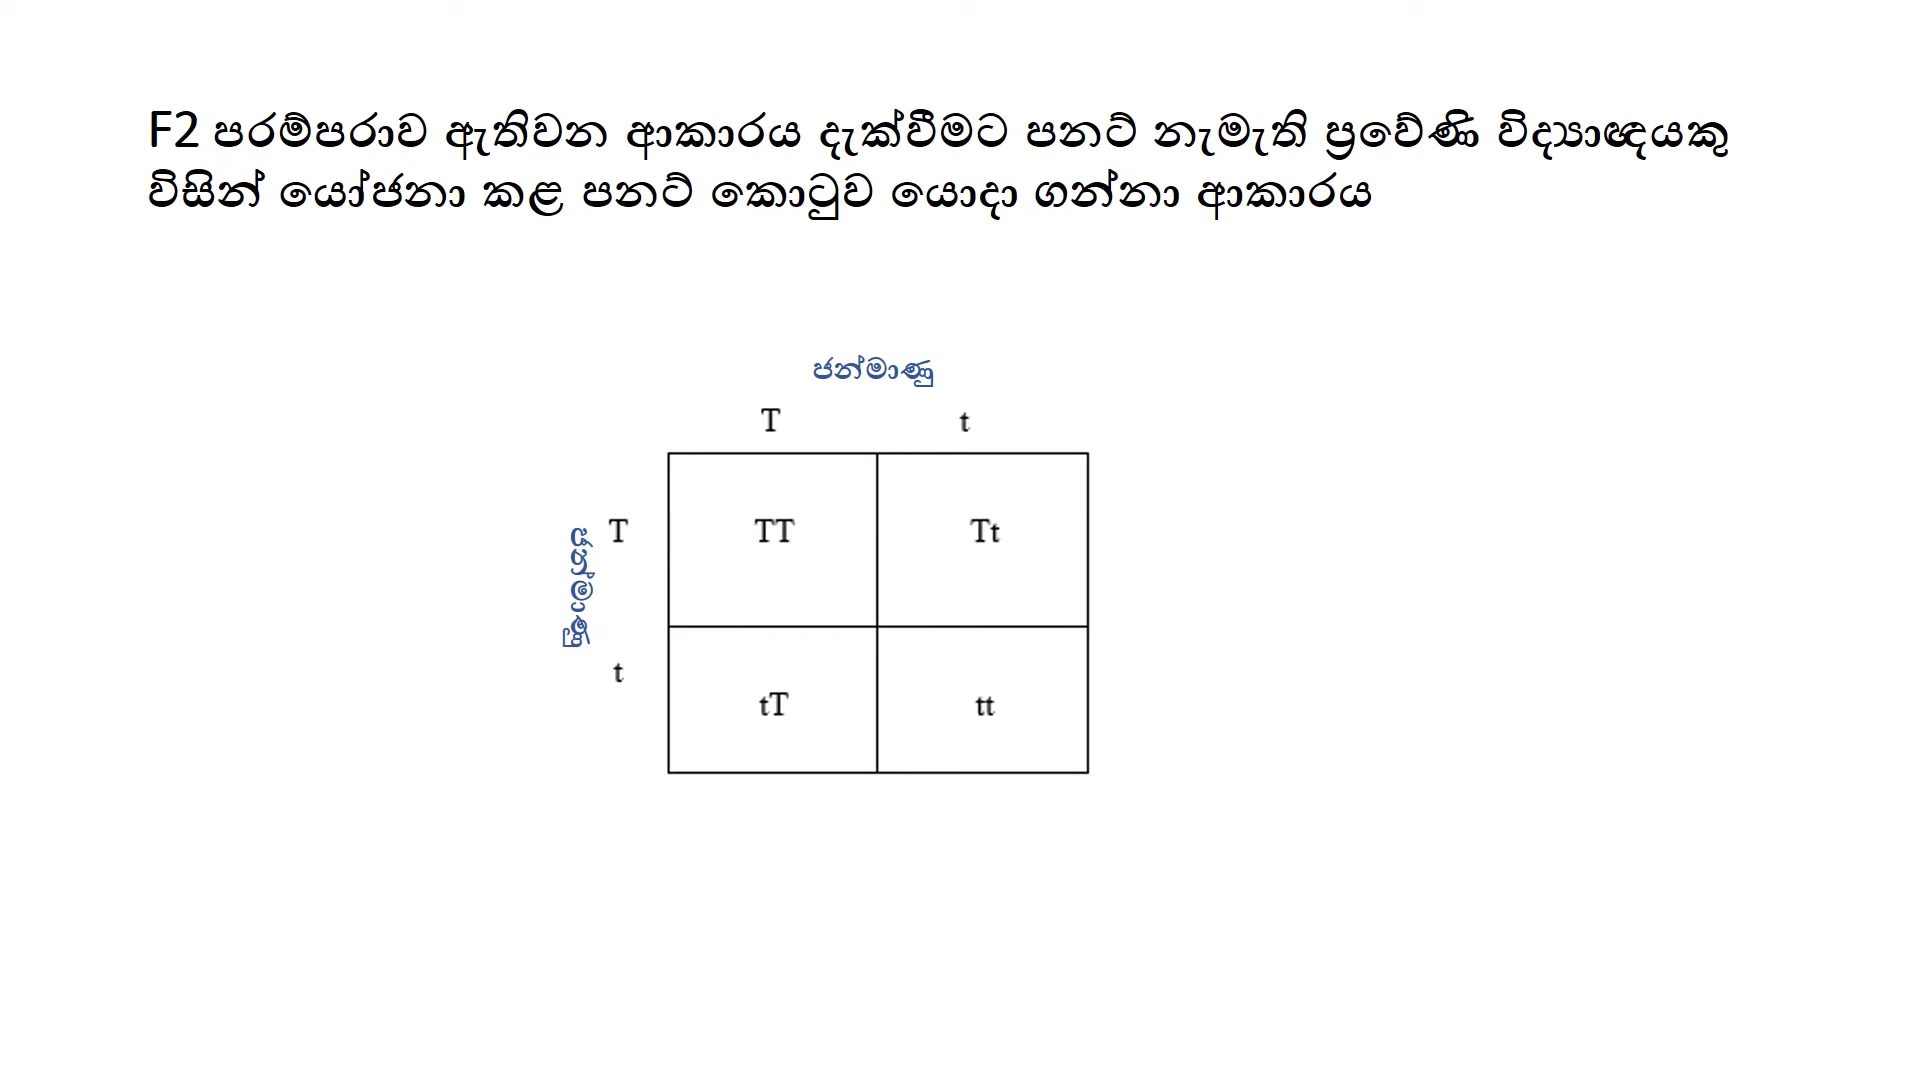 F2 පරම්පරාව ඇතිවන ආකාරය දැක්වීමට පනට් නැමැති ප්‍රවේණි විද්‍යාඥයකු
විසින් යෝජනා කළ පනට් කොටුව යොදා ගන්නා ආකාරය
ජන්මාණු
T t
T TT Tt
ජන්මාණු
t tT tt